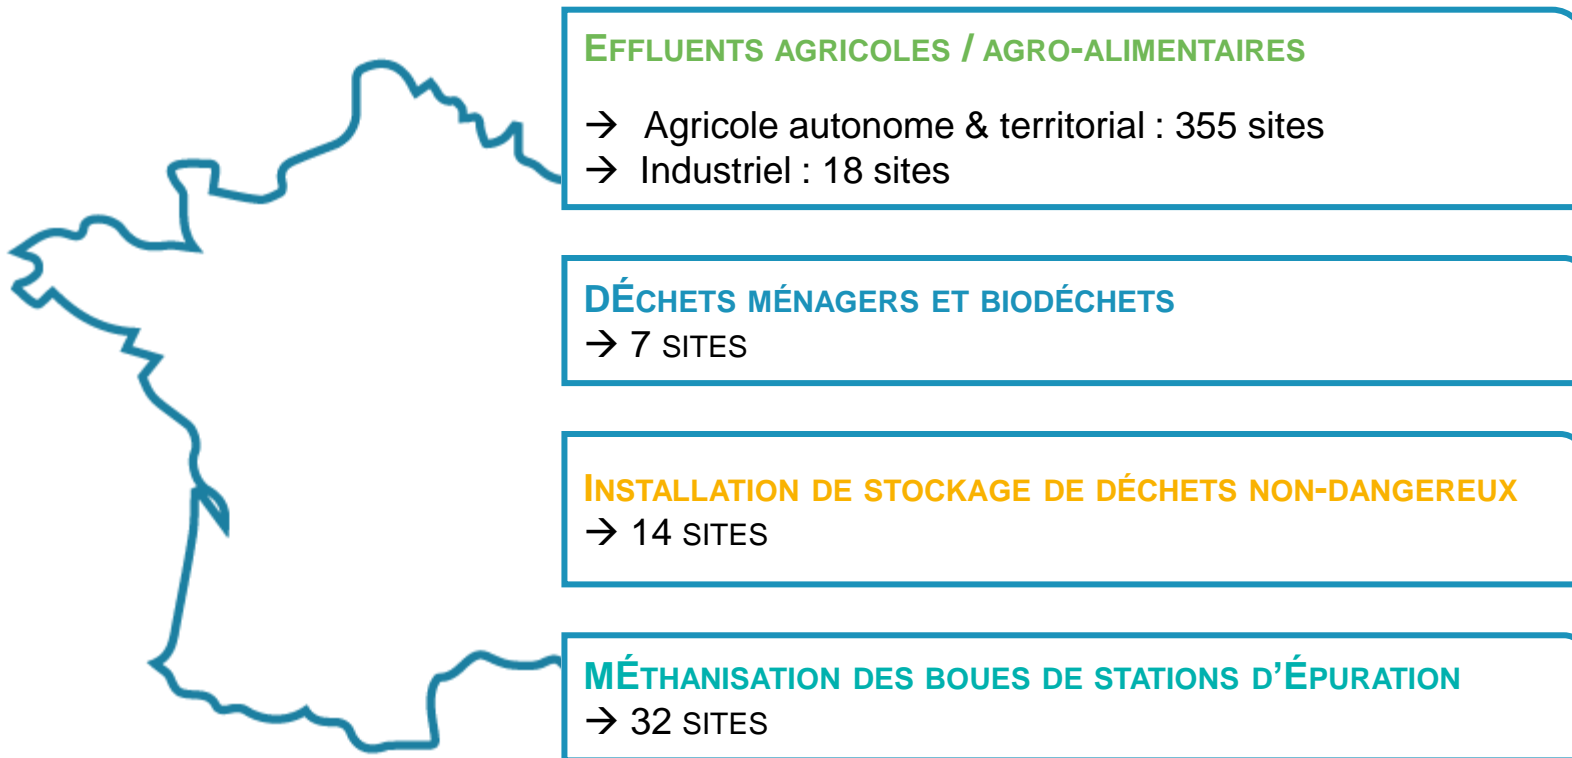 EFFLUENTS AGRICOLES / AGRO-ALIMENTAIRES
→ Agricole autonome & territorial : 355 sites
→ Industriel : 18 sites
DÉCHETS MÉNAGERS ET BIODÉCHETS
→ 7 SITES
INSTALLATION DE STOCKAGE DE DÉCHETS NON-DANGEREUX
→ 14 SITES
MÉTHANISATION DES BOUES DE STATIONS D’ÉPURATION
→ 32 SITES